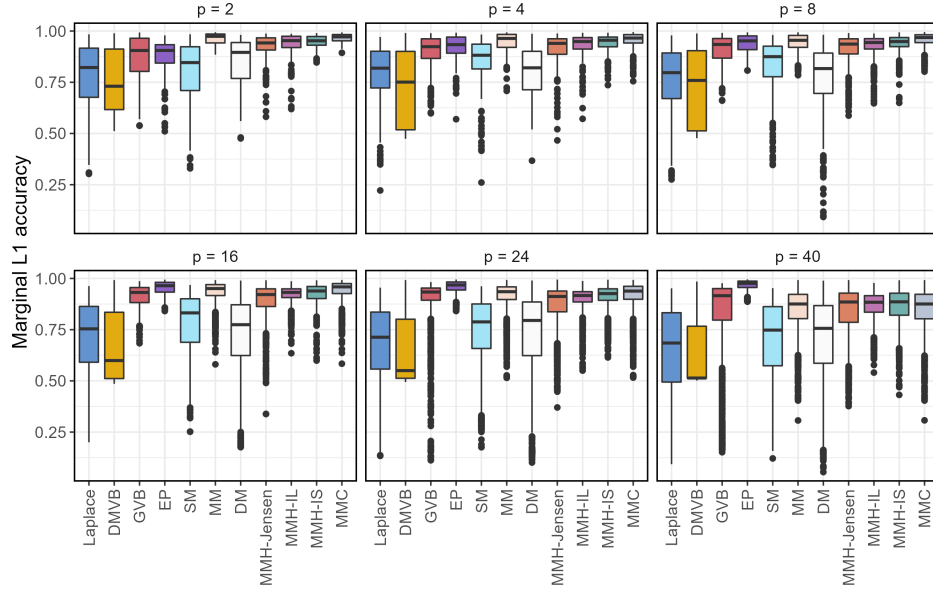 p = 2
p = 4
p = 8
1.00
0.75
0.50
0.25
p = 16
p = 24
p = 40
1.00
0.75
0.50
0.25
Marginal L1 accuracy
Laplace
DMVB
GVB
EP
SM
MM
DM
MMH-Jensen
MMH-IL
MMH-IS
MMC
Laplace
DMVB
GVB
EP
SM
MM
DM
MMH-Jensen
MMH-IL
MMH-IS
MMC
Laplace
DMVB
GVB
EP
SM
MM
DM
MMH-Jensen
MMH-IL
MMH-IS
MMC